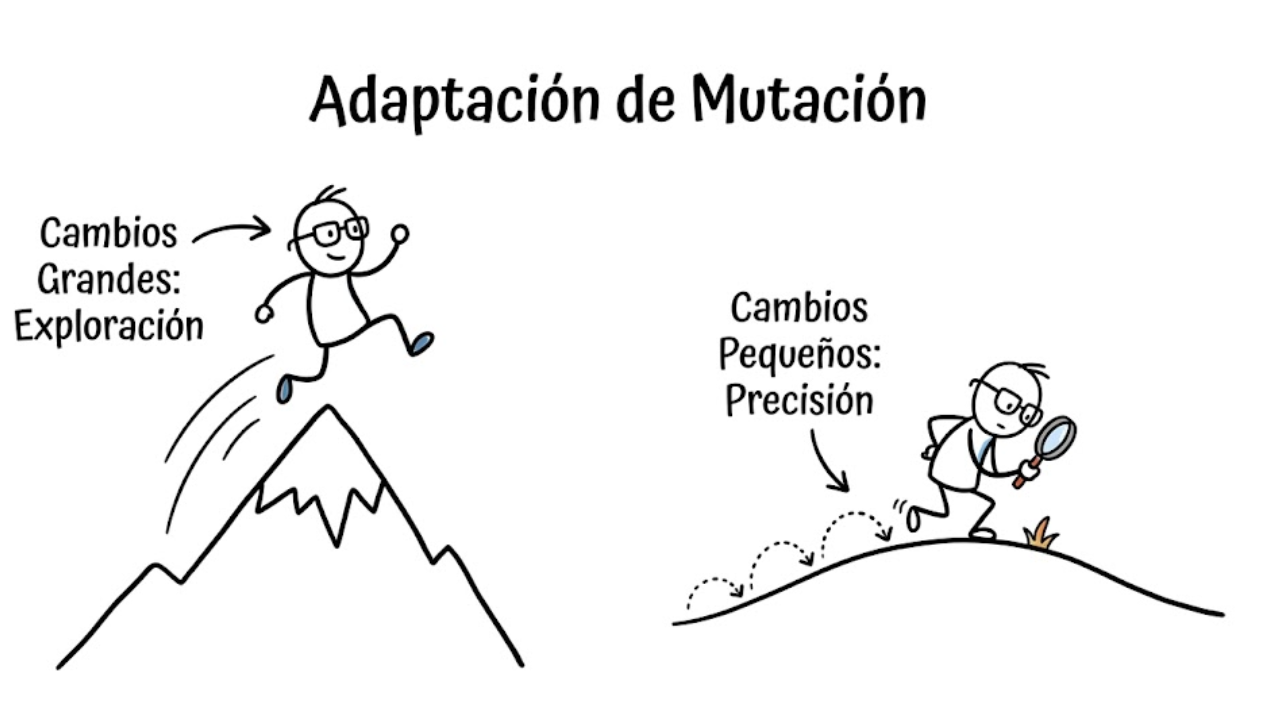 Adaptación de Mutación
Cambios
Grandes:
Exploración
Cambios
Pequeños:
Precisión